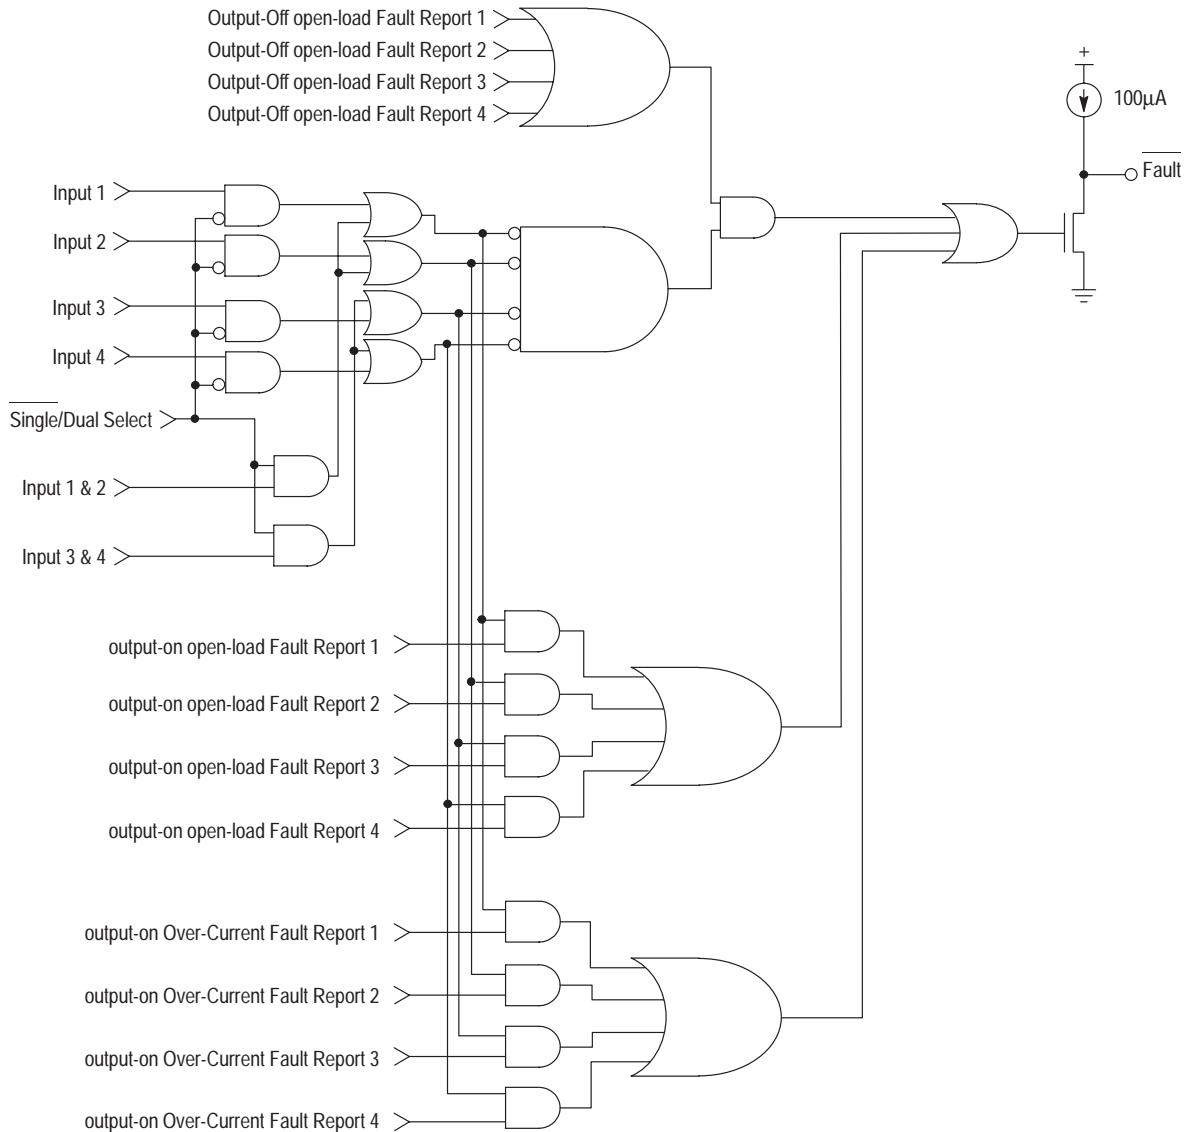 Output-Off open-load Fault Report 1
Output-Off open-load Fault Report 2
Output-Off open-load Fault Report 3
Output-Off open-load Fault Report 4
+
100µA
Fault
Input 1
Input 2
Input 3
Input 4
Single/Dual Select
Input 1 & 2
Input 3 & 4
output-on open-load Fault Report 1
output-on open-load Fault Report 2
output-on open-load Fault Report 3
output-on open-load Fault Report 4
output-on Over-Current Fault Report 1
output-on Over-Current Fault Report 2
output-on Over-Current Fault Report 3
output-on Over-Current Fault Report 4